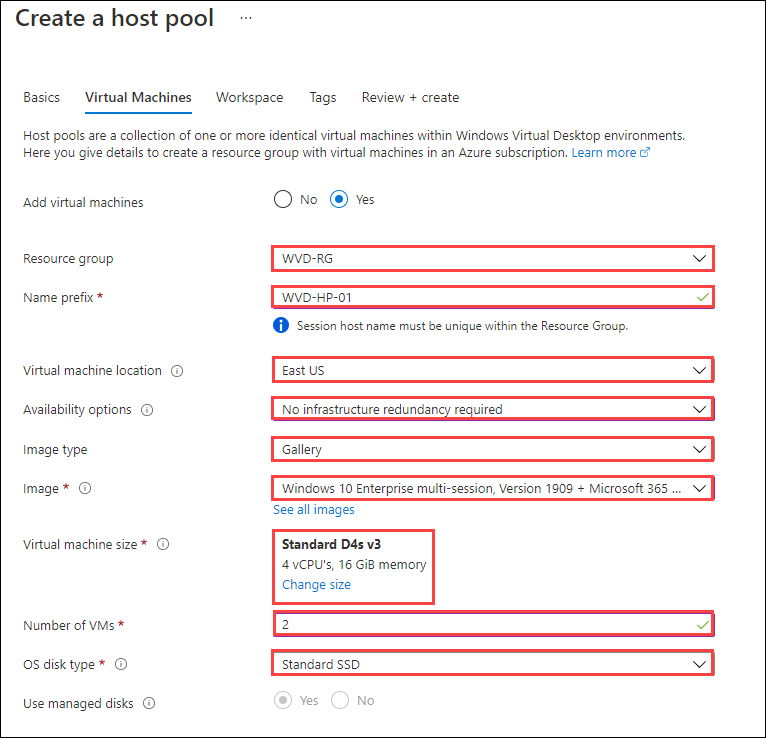 Create a host pool ...
Basics Virtual Machines Workspace Tags Review + create
Host pools are a collection of one or more identical virtual machines within Windows Virtual Desktop environments.
Here you give details to create a resource group with virtual machines in an Azure subscription. Learn more
Add virtual machines No Yes
Resource group WVD-RG
Name prefix * WVD-HP-01
Session host name must be unique within the Resource Group.
Virtual machine location East US
Availability options No infrastructure redundancy required
Image type Gallery
Image * Windows 10 Enterprise multi-session, Version 1909 + Microsoft 365 ...
See all images
Virtual machine size * Standard D4s v3
4 vCPU's, 16 GiB memory
Change size
Number of VMs * 2
OS disk type * Standard SSD
Use managed disks Yes No